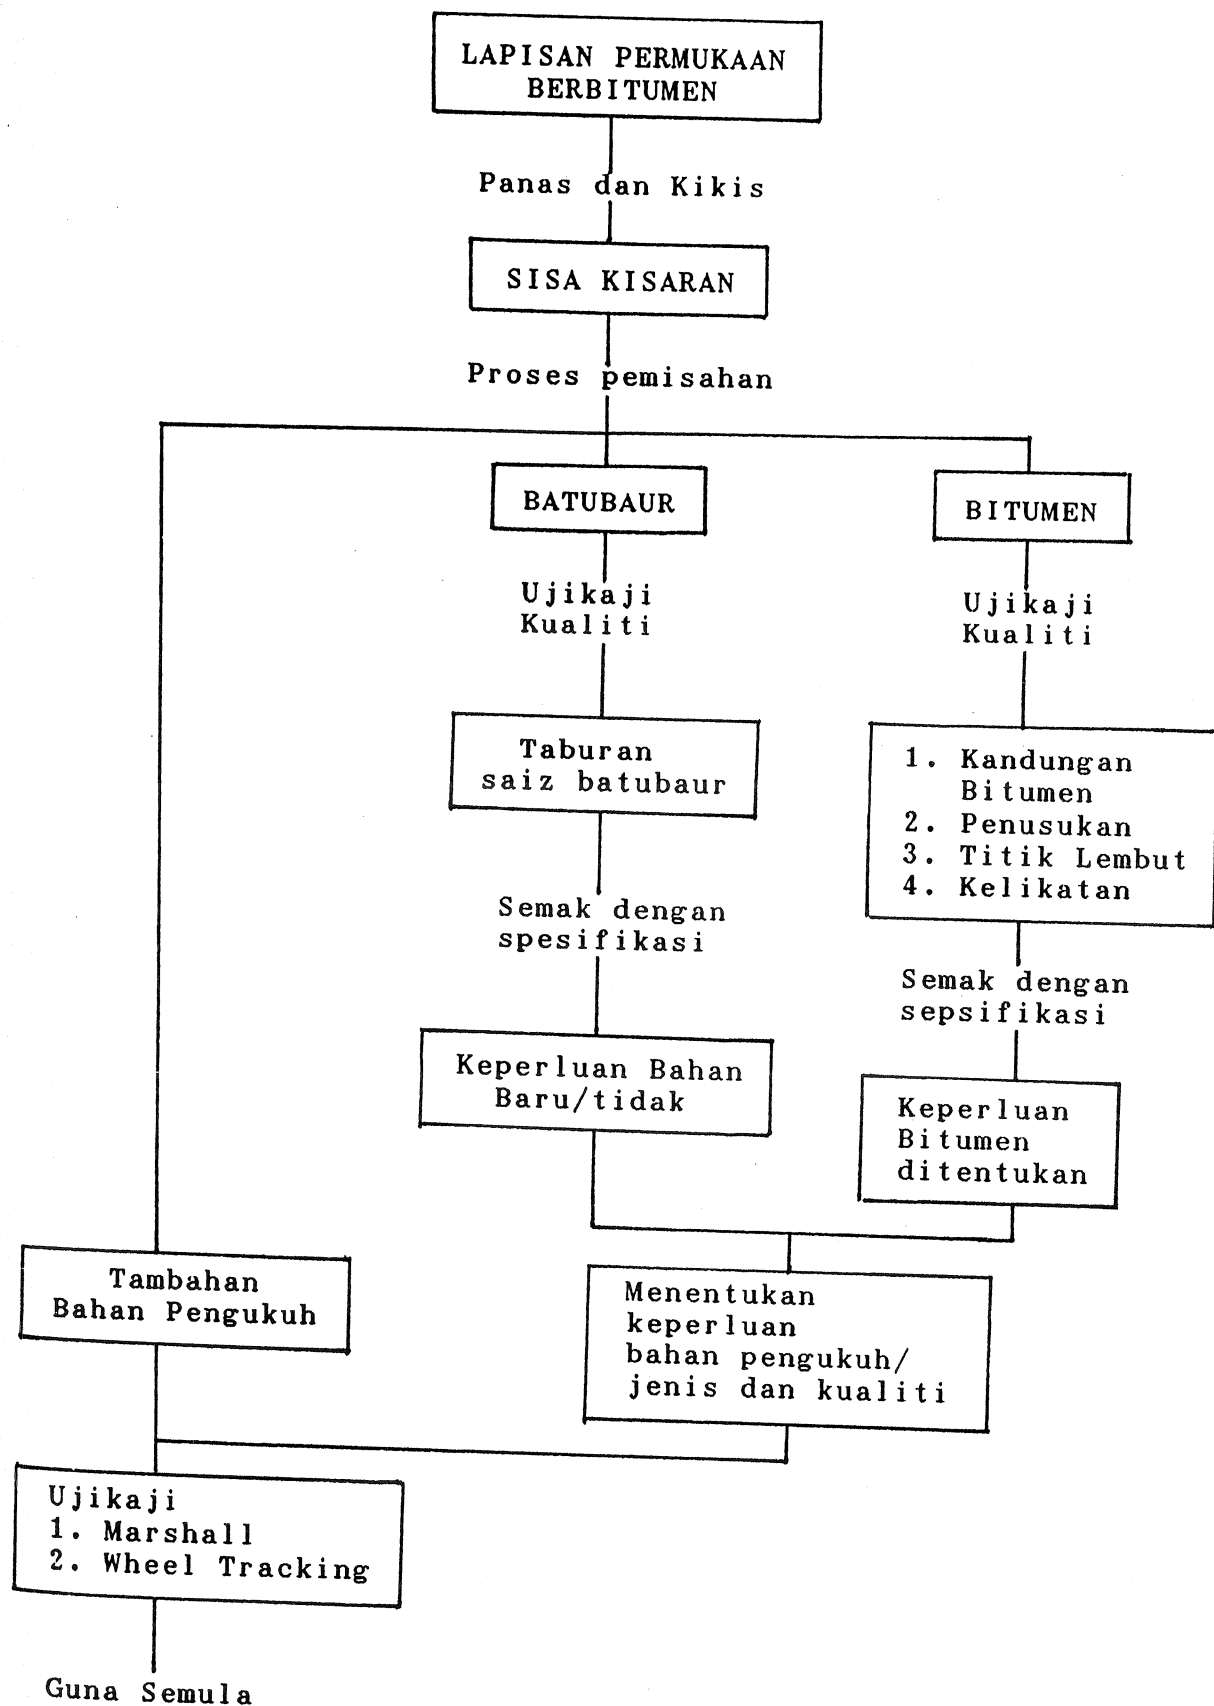 LAPISAN PERMUKAAN
BERBITUMEN
Panas dan Kikis
SISA KISARAN
Proses pemisahan
BATUBAUR
Ujikaji
Kualiti
Taburan
saiz batubaur
Semak dengan
spesifikasi
Keperluan Bahan
Baru/tidak
BITUMEN
Ujikaji
Kualiti
1. Kandungan
Bitumen
2. Penusukan
3. Titik Lembut
4. Kelikatan
Semak dengan
sepsifikasi
Keperluan
Bitumen
ditentukan
Tambahan
Bahan Pengukuh
Menentukan
keperluan
bahan pengukuh/
jenis dan kualiti
Ujikaji
1. Marshall
2. Wheel Tracking
Guna Semula